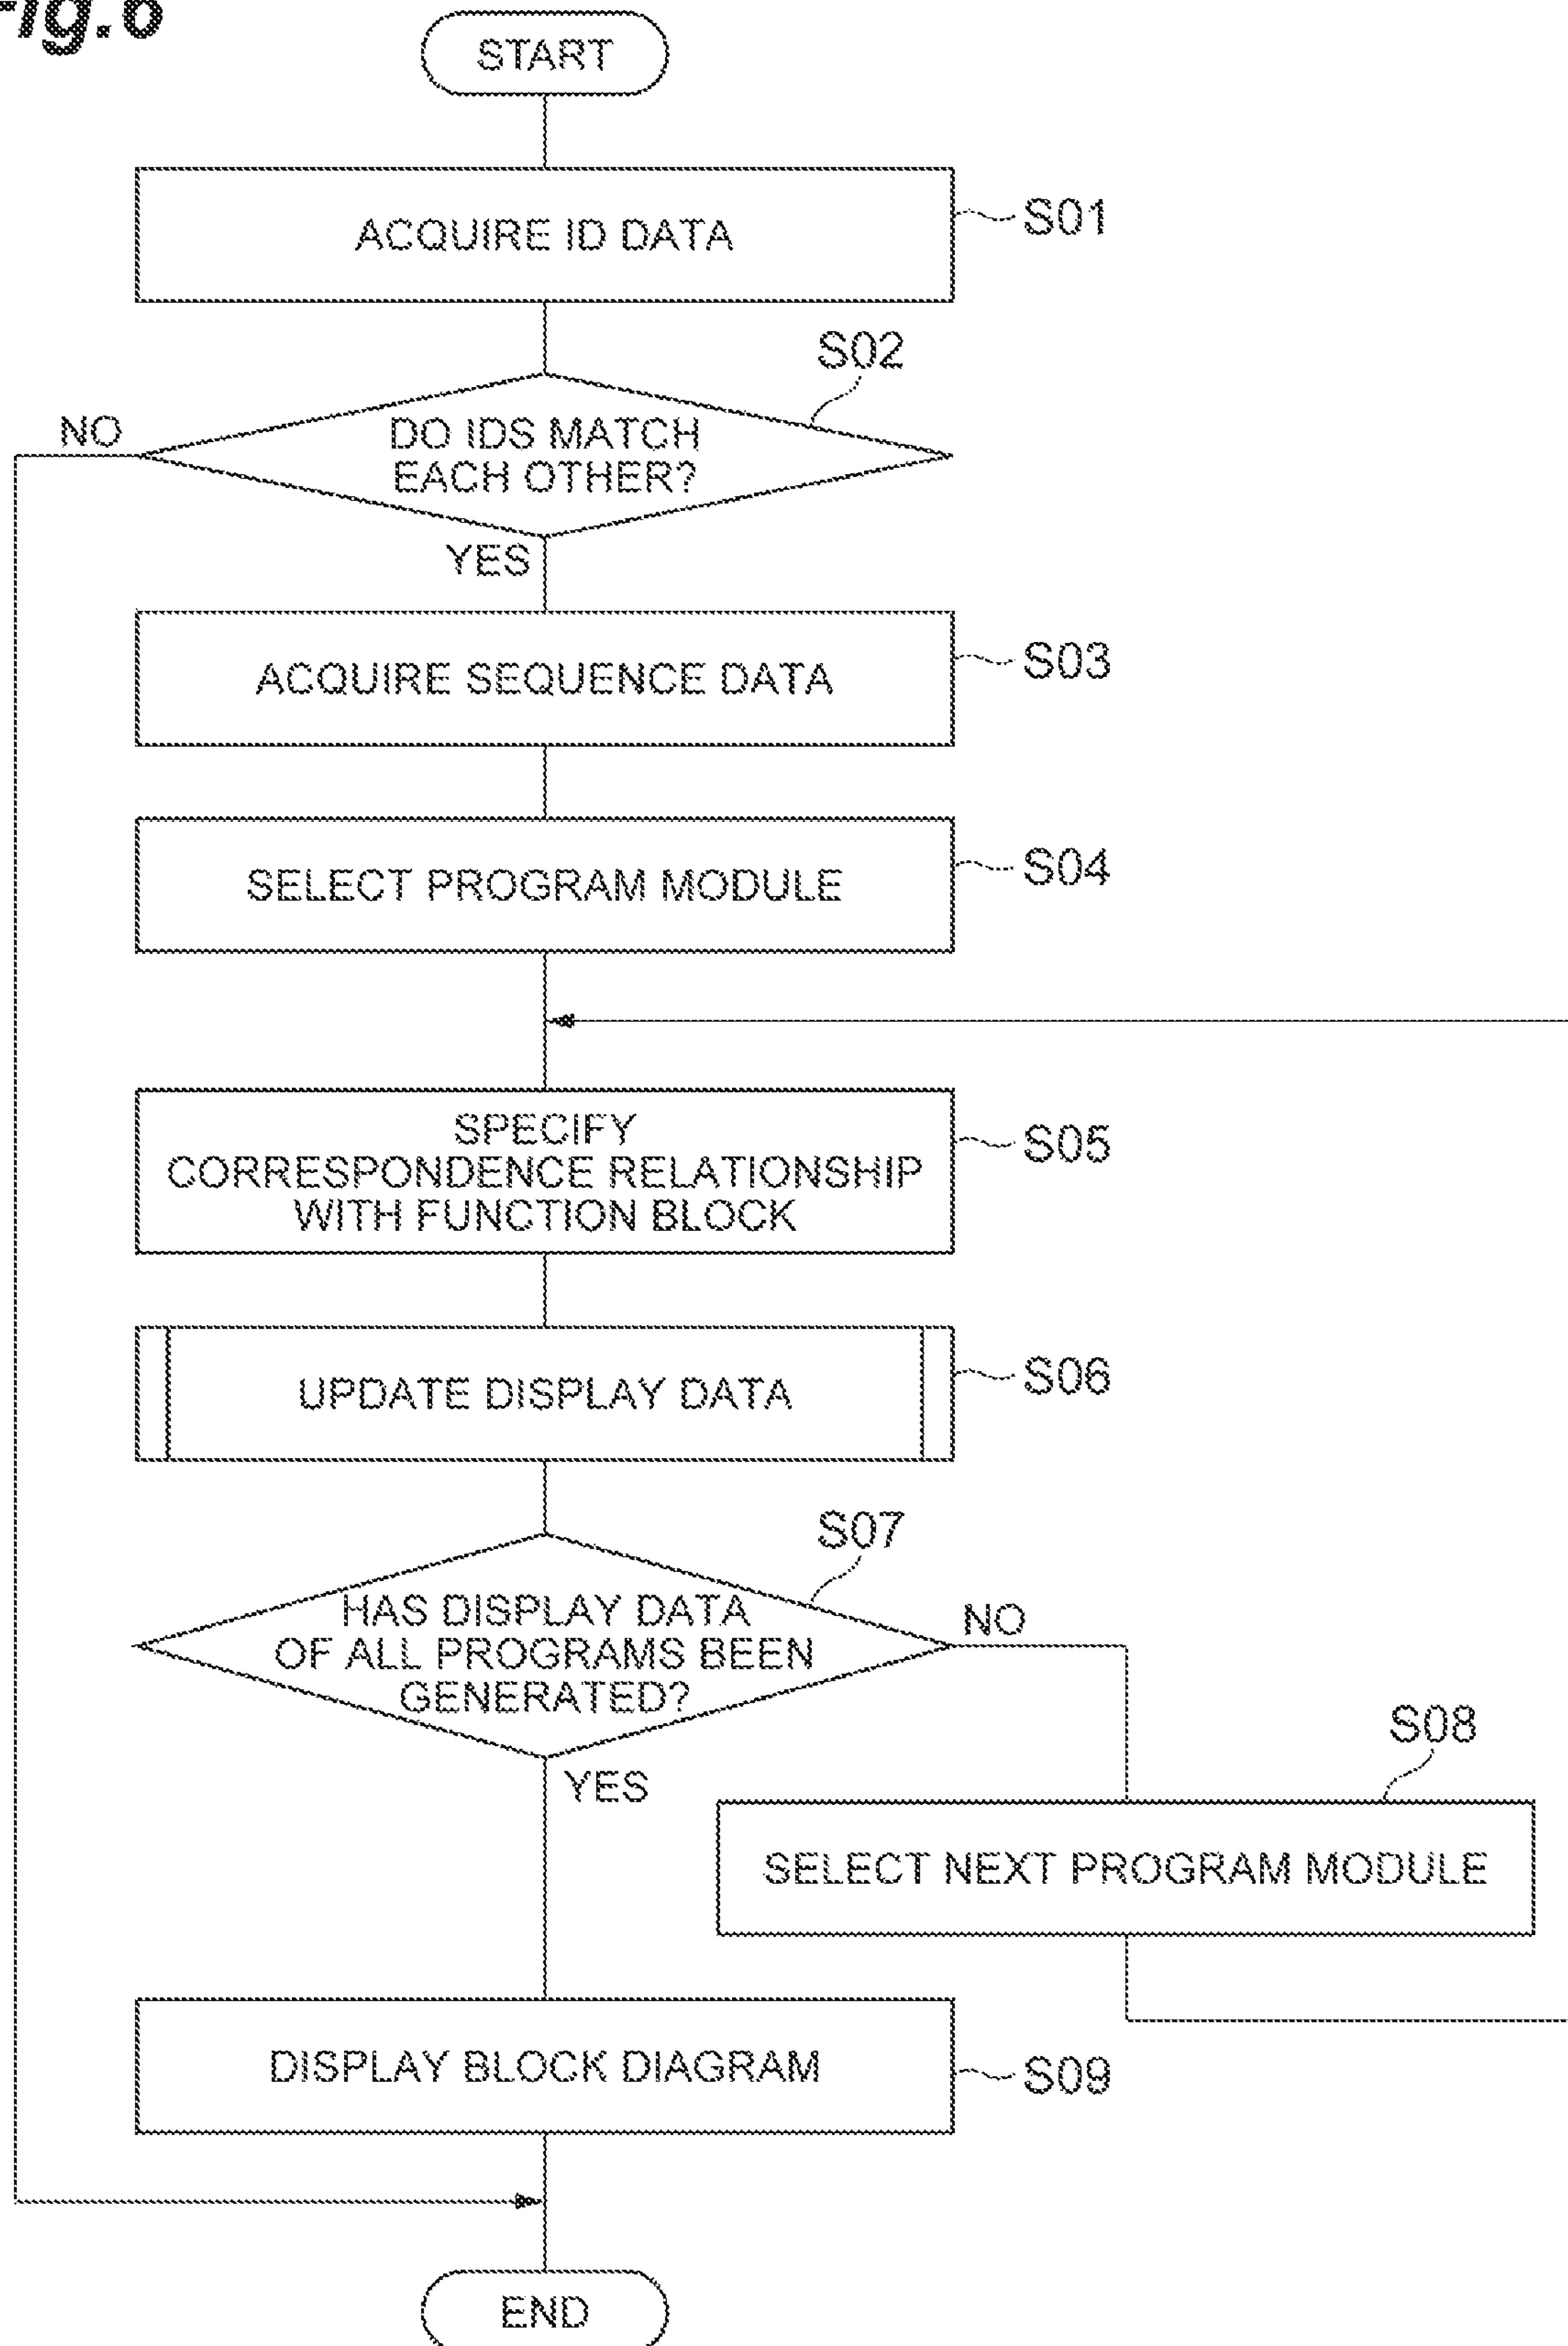 Fig.6
START
ACQUIRE ID DATA
S01
S02
NO
DO IDS MATCH
EACH OTHER?
YES
ACQUIRE SEQUENCE DATA
S03
SELECT PROGRAM MODULE
S04
SPECIFY
CORRESPONDENCE RELATIONSHIP
WITH FUNCTION BLOCK
S05
UPDATE DISPLAY DATA
S06
S07
HAS DISPLAY DATA
OF ALL PROGRAMS BEEN
GENERATED?
NO
YES
S08
SELECT NEXT PROGRAM MODULE
DISPLAY BLOCK DIAGRAM
S09
END